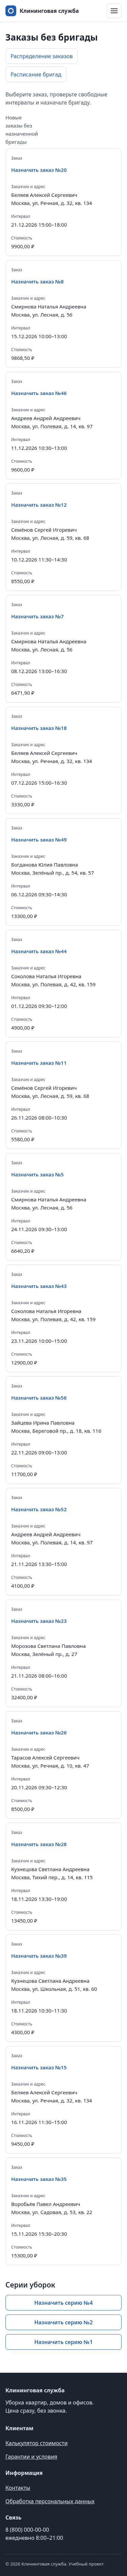 Клининговая служба
Заказы без бригады
Распределение заказов
Расписание бригад
Выберите заказ, проверьте свободные
интервалы и назначьте бригаду.
Новые
заказы без
назначенной
бригады
Заказ
Назначить заказ №20
Заказчик и адрес
Беляев Алексей Сергеевич
Москва, ул. Речная, д. 32, кв. 134
Интервал
21.12.2026 15:00–18:00
Стоимость
9900,00 ₽
Заказ
Назначить заказ №8
Заказчик и адрес
Смирнова Наталья Андреевна
Москва, ул. Лесная, д. 56
Интервал
15.12.2026 10:00–13:00
Стоимость
9868,50 ₽
Заказ
Назначить заказ №46
Заказчик и адрес
Андреев Андрей Андреевич
Москва, ул. Полевая, д. 14, кв. 97
Интервал
11.12.2026 10:30–13:00
Стоимость
9600,00 ₽
Заказ
Назначить заказ №12
Заказчик и адрес
Семёнов Сергей Игоревич
Москва, ул. Лесная, д. 59, кв. 68
Интервал
10.12.2026 11:30–14:30
Стоимость
8550,00 ₽
Заказ
Назначить заказ №7
Заказчик и адрес
Смирнова Наталья Андреевна
Москва, ул. Лесная, д. 56
Интервал
08.12.2026 13:00–16:30
Стоимость
6471,90 ₽
Заказ
Назначить заказ №18
Заказчик и адрес
Беляев Алексей Сергеевич
Москва, ул. Речная, д. 32, кв. 134
Интервал
07.12.2026 15:00–16:30
Стоимость
3330,00 ₽
Заказ
Назначить заказ №49
Заказчик и адрес
Богданова Юлия Павловна
Москва, Зелёный пр., д. 54, кв. 57
Интервал
06.12.2026 09:30–14:30
Стоимость
13300,00 ₽
Заказ
Назначить заказ №44
Заказчик и адрес
Соколова Наталья Игоревна
Москва, ул. Полевая, д. 42, кв. 159
Интервал
01.12.2026 09:30–12:00
Стоимость
4900,00 ₽
Заказ
Назначить заказ №11
Заказчик и адрес
Семёнов Сергей Игоревич
Москва, ул. Лесная, д. 59, кв. 68
Интервал
26.11.2026 08:00–10:30
Стоимость
5580,00 ₽
Заказ
Назначить заказ №5
Заказчик и адрес
Смирнова Наталья Андреевна
Москва, ул. Лесная, д. 56
Интервал
24.11.2026 09:30–13:00
Стоимость
6640,20 ₽
Заказ
Назначить заказ №43
Заказчик и адрес
Соколова Наталья Игоревна
Москва, ул. Полевая, д. 42, кв. 159
Интервал
23.11.2026 10:00–15:00
Стоимость
12900,00 ₽
Заказ
Назначить заказ №56
Заказчик и адрес
Зайцева Ирина Павловна
Москва, Береговой пр., д. 18, кв. 116
Интервал
22.11.2026 09:00–13:00
Стоимость
11700,00 ₽
Заказ
Назначить заказ №52
Заказчик и адрес
Андреев Андрей Андреевич
Москва, ул. Полевая, д. 14, кв. 97
Интервал
21.11.2026 13:30–15:00
Стоимость
4100,00 ₽
Заказ
Назначить заказ №23
Заказчик и адрес
Морозова Светлана Павловна
Москва, Зелёный пр., д. 27
Интервал
21.11.2026 08:00–16:00
Стоимость
32400,00 ₽
Заказ
Назначить заказ №26
Заказчик и адрес
Тарасов Алексей Сергеевич
Москва, ул. Речная, д. 10, кв. 47
Интервал
20.11.2026 09:30–12:30
Стоимость
8500,00 ₽
Заказ
Назначить заказ №28
Заказчик и адрес
Кузнецова Светлана Андреевна
Москва, Тихий пер., д. 14, кв. 115
Интервал
18.11.2026 13:30–19:00
Стоимость
13450,00 ₽
Заказ
Назначить заказ №39
Заказчик и адрес
Кузнецова Светлана Андреевна
Москва, ул. Школьная, д. 51, кв. 60
Интервал
18.11.2026 10:30–11:30
Стоимость
4300,00 ₽
Заказ
Назначить заказ №15
Заказчик и адрес
Беляев Алексей Сергеевич
Москва, ул. Речная, д. 32, кв. 134
Интервал
16.11.2026 11:30–15:00
Стоимость
9450,00 ₽
Заказ
Назначить заказ №35
Заказчик и адрес
Воробьёв Павел Андреевич
Москва, ул. Садовая, д. 53, кв. 22
Интервал
15.11.2026 15:30–20:30
Стоимость
15300,00 ₽
Серии уборок
Назначить серию №4
Назначить серию №2
Назначить серию №1
Клининговая служба
Уборка квартир, домов и офисов.
Цена сразу, без звонка.
Клиентам
Калькулятор стоимости
Гарантии и условия
Информация
Контакты
Обработка персональных данных
Связь
8 (800) 000-00-00
ежедневно 8:00–21:00
© 2026 Клининговая служба. Учебный проект